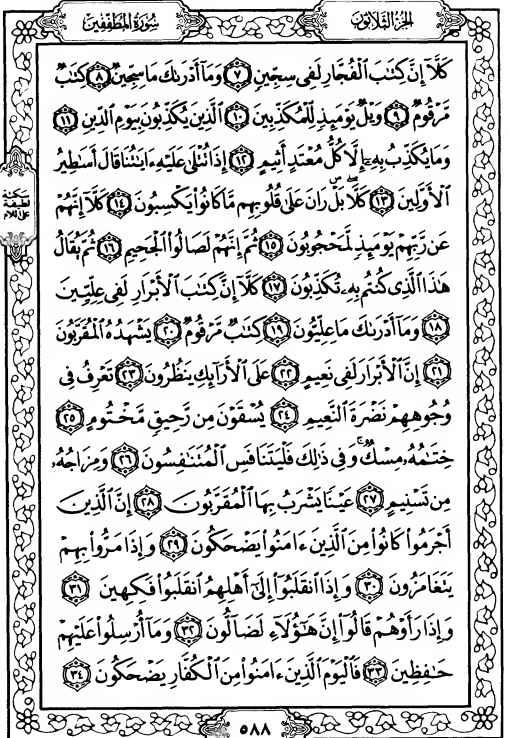 الجزء الثلاثون
سورة المطففين
كَلَّآ إِنَّ كِتَٰبَ ٱلْفُجَّارِ لَفِى سِجِّينٍ ٧ وَمَآ أَدْرَىٰكَ مَا سِجِّينٌ ٨ كِتَٰبٌ
مَّرْقُومٌ ٩ وَيْلٌ يَوْمَئِذٍ لِّلْمُكَذِّبِينَ ١٠ ٱلَّذِينَ يُكَذِّبُونَ بِيَوْمِ ٱلدِّينِ ١١
وَمَا يُكَذِّبُ بِهِۦٓ إِلَّا كُلُّ مُعْتَدٍ أَثِيمٍ ١٢ إِذَا تُتْلَىٰ عَلَيْهِ ءَايَٰتُنَا قَالَ أَسَٰطِيرُ
ٱلْأَوَّلِينَ ١٣ كَلَّا ۖ بَلْ ۜ رَانَ عَلَىٰ قُلُوبِهِم مَّا كَانُوا۟ يَكْسِبُونَ ١٤ كَلَّآ إِنَّهُمْ
سكتة
لطيفة
على اللام
عَن رَّبِّهِمْ يَوْمَئِذٍ لَّمَحْجُوبُونَ ١٥ ثُمَّ إِنَّهُمْ لَصَالُوا۟ ٱلْجَحِيمِ ١٦ ثُمَّ يُقَالُ
هَٰذَا ٱلَّذِى كُنتُم بِهِۦ تُكَذِّبُونَ ١٧ كَلَّآ إِنَّ كِتَٰبَ ٱلْأَبْرَارِ لَفِى عِلِّيِّينَ
١٨ وَمَآ أَدْرَىٰكَ مَا عِلِّيُّونَ ١٩ كِتَٰبٌ مَّرْقُومٌ ٢٠ يَشْهَدُهُ ٱلْمُقَرَّبُونَ
٢١ إِنَّ ٱلْأَبْرَارَ لَفِى نَعِيمٍ ٢٢ عَلَى ٱلْأَرَآئِكِ يَنظُرُونَ ٢٣ تَعْرِفُ فِى
وُجُوهِهِمْ نَضْرَةَ ٱلنَّعِيمِ ٢٤ يُسْقَوْنَ مِن رَّحِيقٍ مَّخْتُومٍ ٢٥
خِتَٰمُهُۥ مِسْكٌ ۚ وَفِى ذَٰلِكَ فَلْيَتَنَافَسِ ٱلْمُتَنَٰفِسُونَ ٢٦ وَمِزَاجُهُۥ
مِن تَسْنِيمٍ ٢٧ عَيْنًا يَشْرَبُ بِهَا ٱلْمُقَرَّبُونَ ٢٨ إِنَّ ٱلَّذِينَ
أَجْرَمُوا۟ كَانُوا۟ مِنَ ٱلَّذِينَ ءَامَنُوا۟ يَضْحَكُونَ ٢٩ وَإِذَا مَرُّوا۟ بِهِمْ
يَتَغَامَزُونَ ٣٠ وَإِذَا ٱنقَلَبُوٓا۟ إِلَىٰٓ أَهْلِهِمُ ٱنقَلَبُوا۟ فَكِهِينَ ٣١
وَإِذَا رَأَوْهُمْ قَالُوٓا۟ إِنَّ هَٰٓؤُلَآءِ لَضَآلُّونَ ٣٢ وَمَآ أُرْسِلُوا۟ عَلَيْهِمْ
حَٰفِظِينَ ٣٣ فَٱلْيَوْمَ ٱلَّذِينَ ءَامَنُوا۟ مِنَ ٱلْكُفَّارِ يَضْحَكُونَ ٣٤
٥٨٨